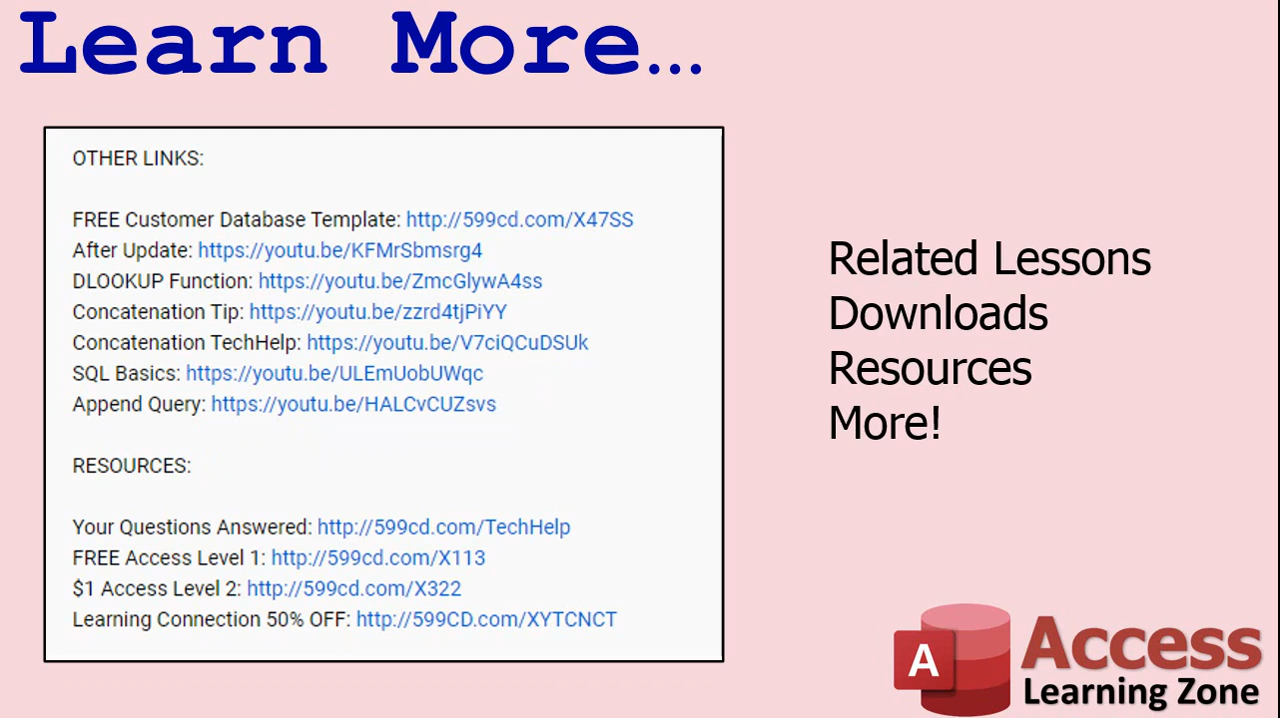 Learn More...
OTHER LINKS:
FREE Customer Database Template: http://599cd.com/X47SS
After Update: https://youtu.be/KFMrSbmsrg4
DLOOKUP Function: https://youtu.be/ZmcGlywA4ss
Concatenation Tip: https://youtu.be/zzrd4tjPiYY
Concatenation TechHelp: https://youtu.be/V7ciQCuDSUk
SQL Basics: https://youtu.be/ULEmUobUWqc
Append Query: https://youtu.be/HALCvCUZsvs
RESOURCES:
Your Questions Answered: http://599cd.com/TechHelp
FREE Access Level 1: http://599cd.com/X113
$1 Access Level 2: http://599cd.com/X322
Learning Connection 50% OFF: http://599CD.com/XYTCNCT
Related Lessons
Downloads
Resources
More!
A
Access
Learning Zone